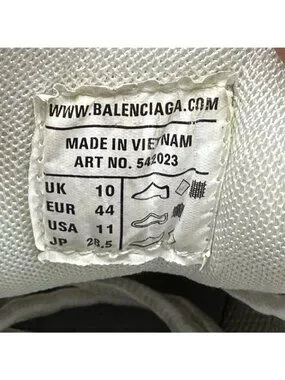 WWW.BALENCIAGA.COM
MADE IN VIETNAM
ART NO. 542023
UK 10
EUR 44
USA 11
JP 28.5